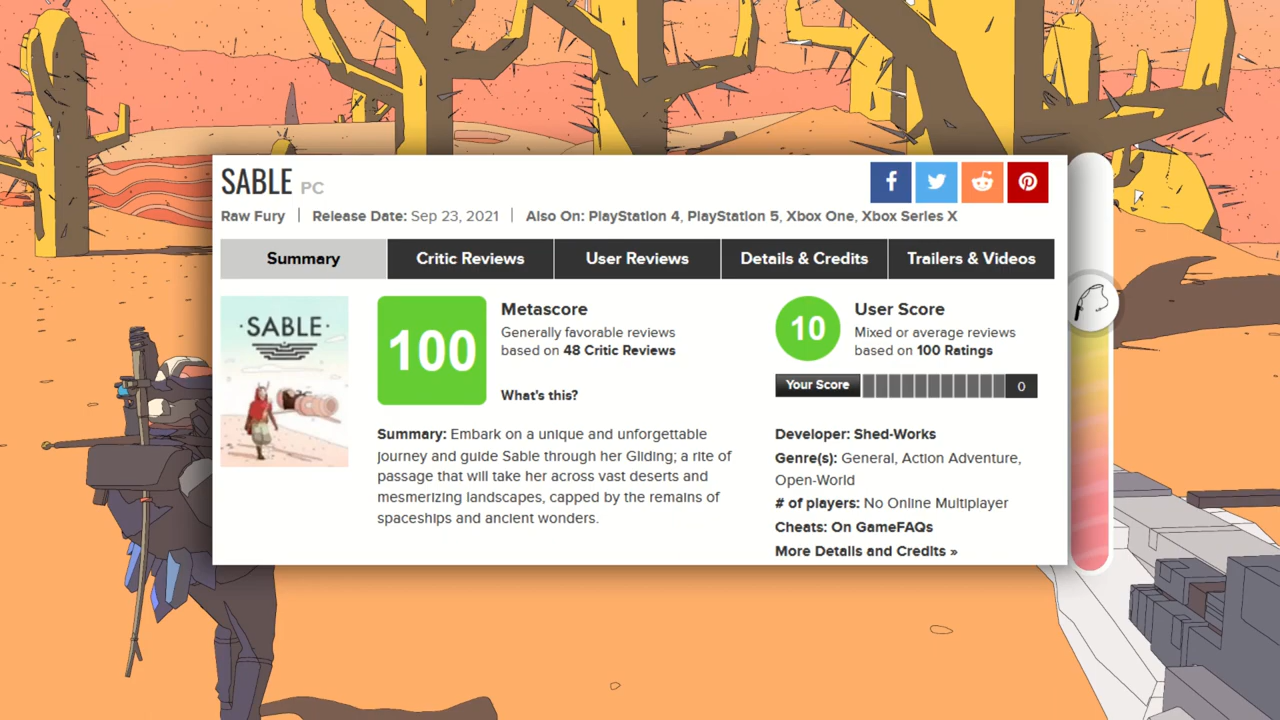 SABLE PC
Raw Fury | Release Date: Sep 23, 2021 | Also On: PlayStation 4, PlayStation 5, Xbox One, Xbox Series X
Summary Critic Reviews User Reviews Details & Credits Trailers & Videos
·SABLE·
100
Metascore
Generally favorable reviews
based on 48 Critic Reviews
What's this?
Summary: Embark on a unique and unforgettable
journey and guide Sable through her Gliding; a rite of
passage that will take her across vast deserts and
mesmerizing landscapes, capped by the remains of
spaceships and ancient wonders.
10
User Score
Mixed or average reviews
based on 100 Ratings
Your Score 0
Developer: Shed-Works
Genre(s): General, Action Adventure,
Open-World
# of players: No Online Multiplayer
Cheats: On GameFAQs
More Details and Credits »